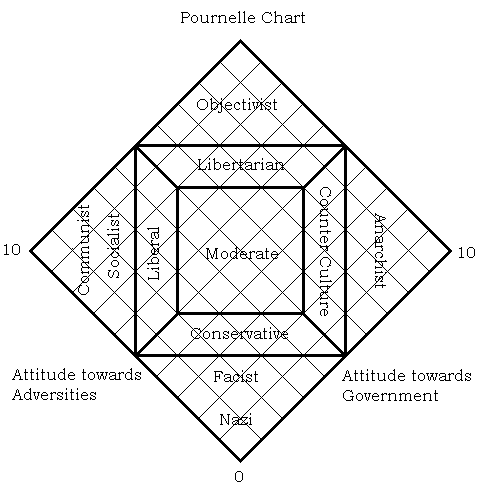 Pournelle Chart
Objectivist
Libertarian
Communist
Socialist
Liberal
Moderate
Counter-Culture
Anarchist
10
10
Conservative
Facist
Nazi
Attitude towards
Adversities
Attitude towards
Government
0